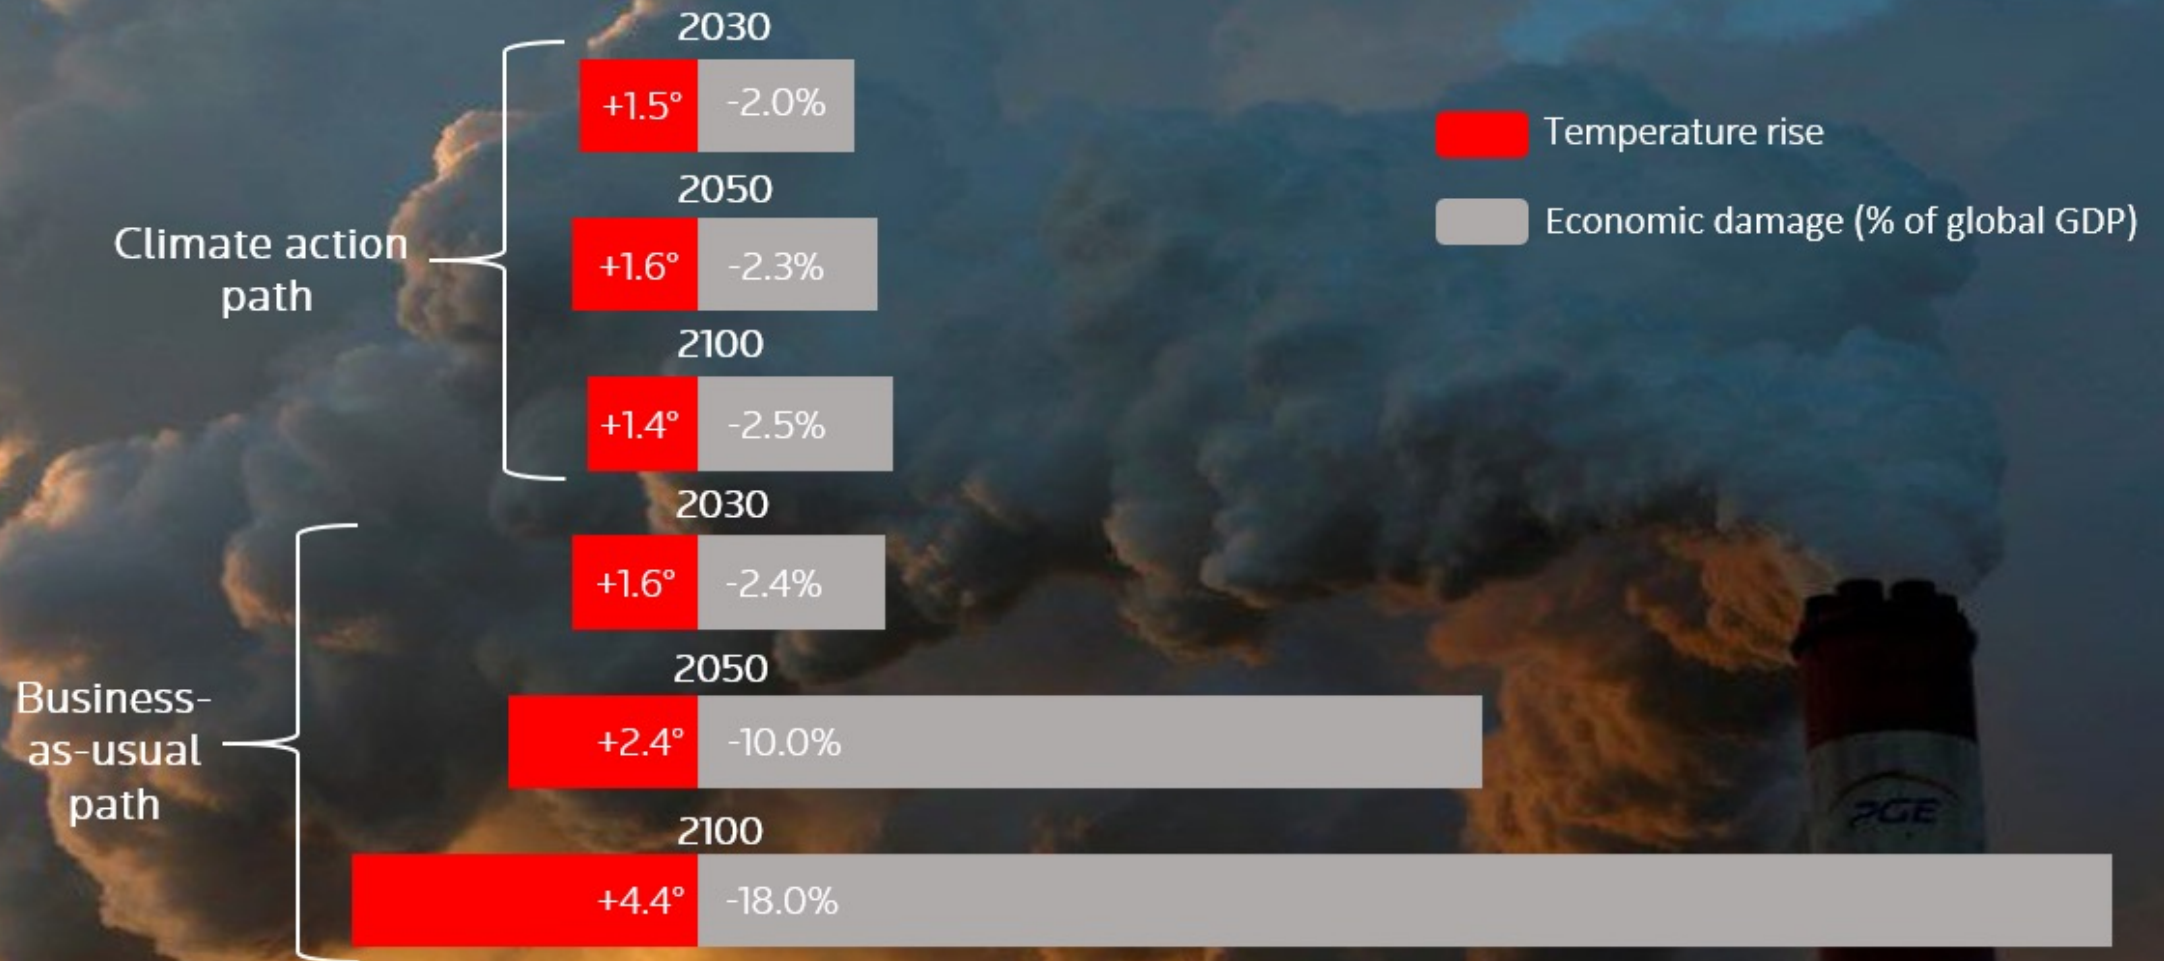 2030
+1.5° -2.0%
Temperature rise
2050
Economic damage (% of global GDP)
Climate action
path
+1.6° -2.3%
2100
+1.4° -2.5%
2030
+1.6° -2.4%
2050
Business-
as-usual
path
+2.4° -10.0%
2100
+4.4° -18.0%
PGE